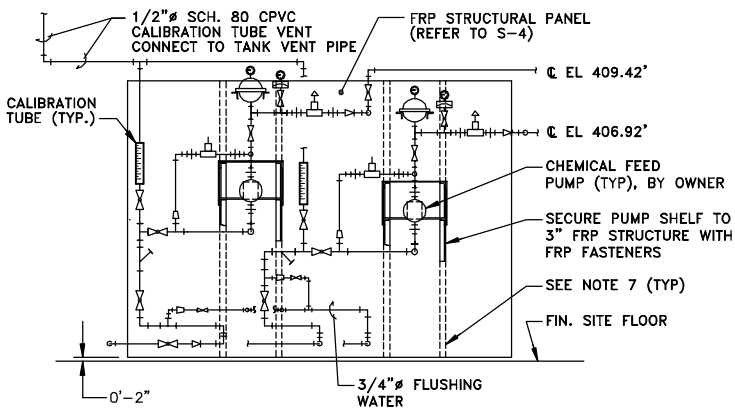 1/2"ø SCH. 80 CPVC
CALIBRATION TUBE VENT
CONNECT TO TANK VENT PIPE
FRP STRUCTURAL PANEL
(REFER TO S-4)
℄ EL 409.42'
CALIBRATION
TUBE (TYP.)
℄ EL 406.92'
CHEMICAL FEED
PUMP (TYP), BY OWNER
SECURE PUMP SHELF TO
3" FRP STRUCTURE WITH
FRP FASTENERS
SEE NOTE 7 (TYP)
FIN. SITE FLOOR
3/4"ø FLUSHING
WATER
0'-2"